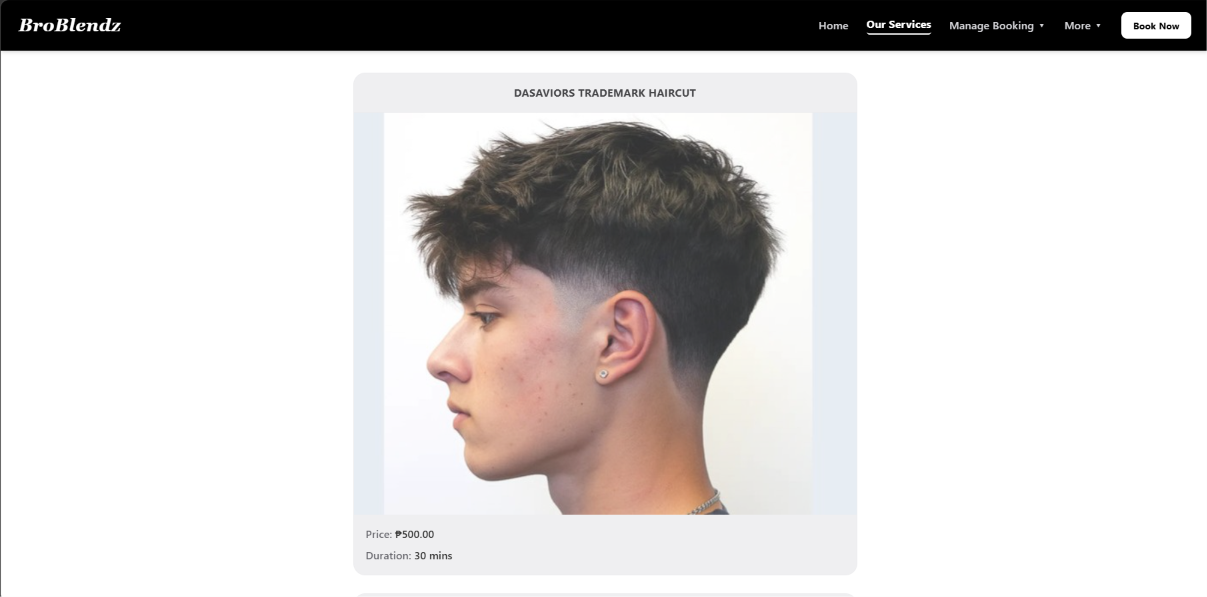 BroBlendz
Home Our Services Manage Booking ▼ More ▼ Book Now
DASAVIORS TRADEMARK HAIRCUT
Price: ₱500.00
Duration: 30 mins